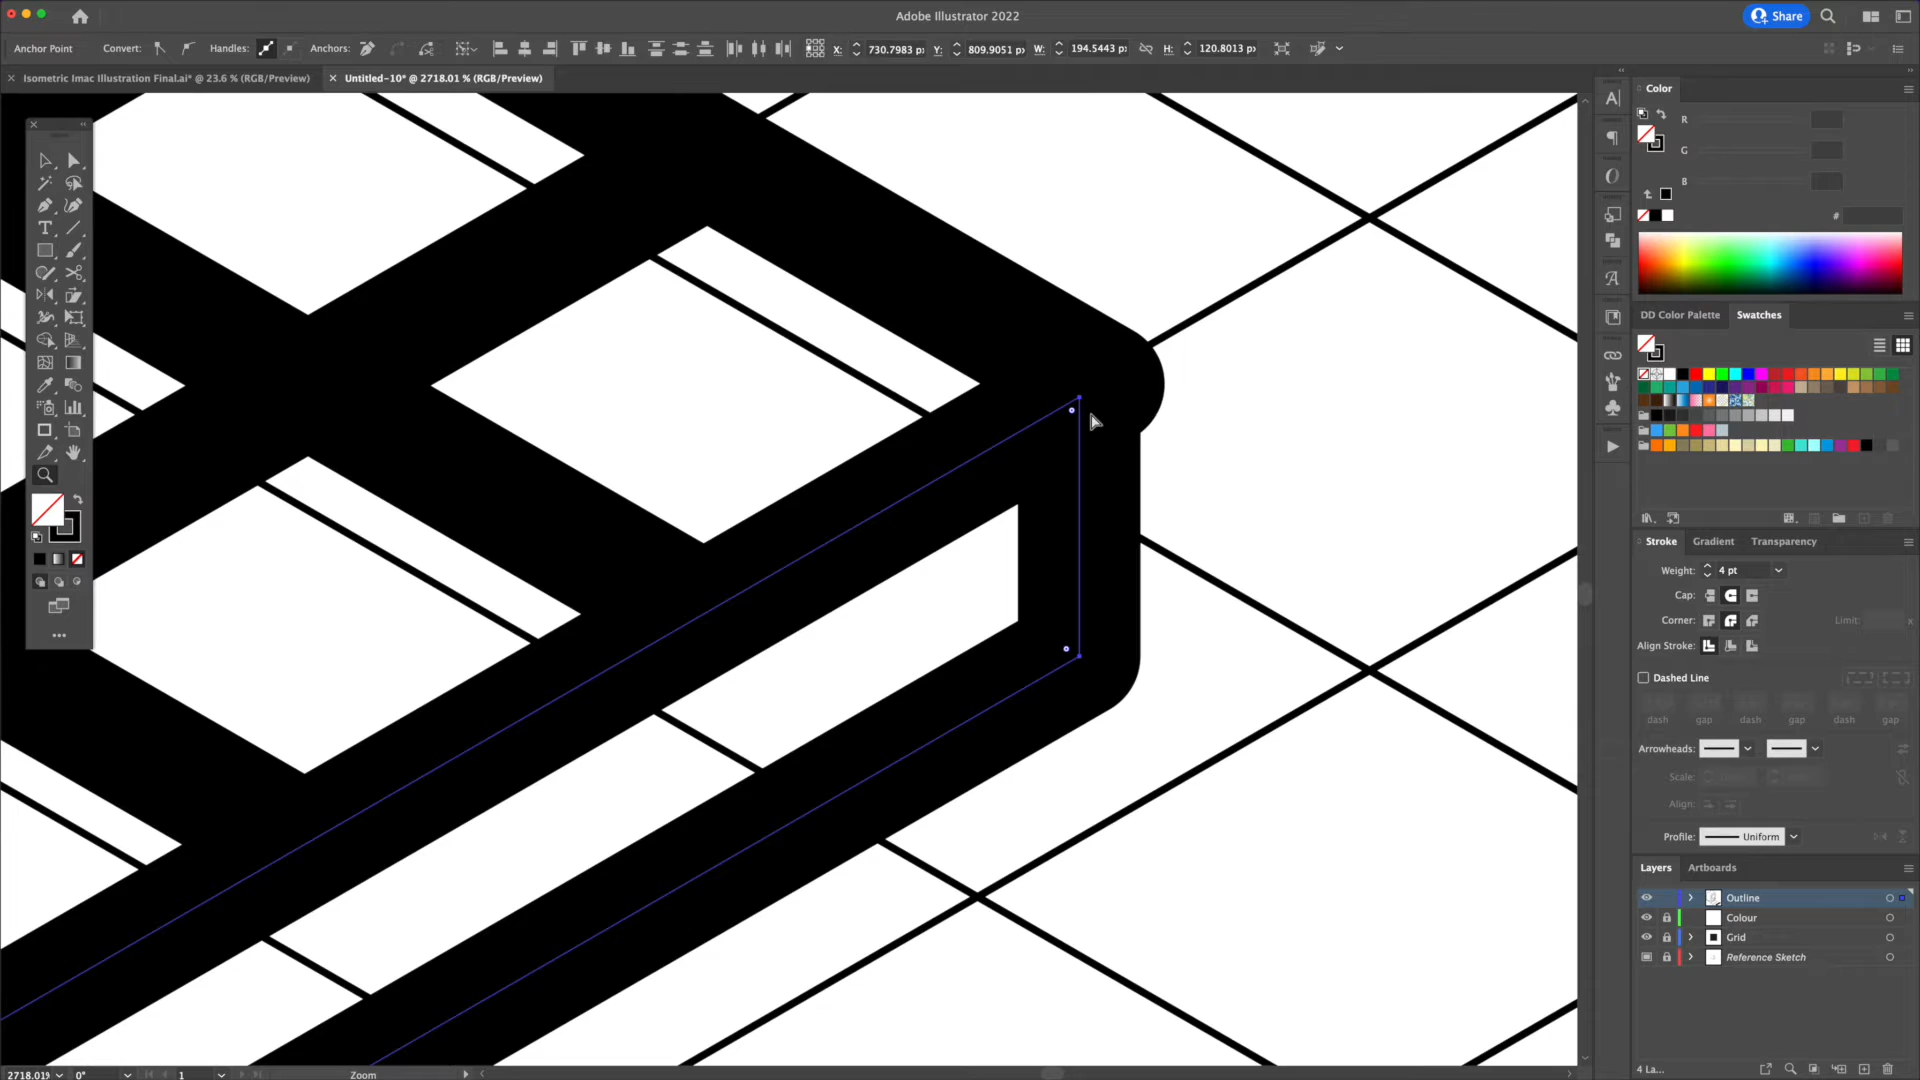 Adobe Illustrator 2022
Share
Anchor Point
Convert:
Handles:
Anchors:
X: 730.7983 p
Y: 809.9051 p
W: 194.5443 p
H: 120.8013 p
Isometric Imac Illustration Final.ai* @ 23.6 % (RGB/Preview)
Untitled-10* @ 2718.01 % (RGB/Preview)
Color
R
G
B
#
DD Color Palette
Swatches
Stroke
Gradient
Transparency
Weight:
4 pt
Cap:
Corner:
Limit:
x
Align Stroke:
Dashed Line
dash
gap
dash
gap
dash
gap
Arrowheads:
Scale:
Align:
Profile:
Uniform
Layers
Artboards
Outline
Colour
Grid
Reference Sketch
4 La...
2718.019
0°
1
Zoom